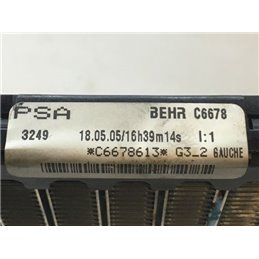 PSA BEHR C6678
3249 18.05.05/16h39m14s I:1
*C6678613* G3_2 GAUCHE